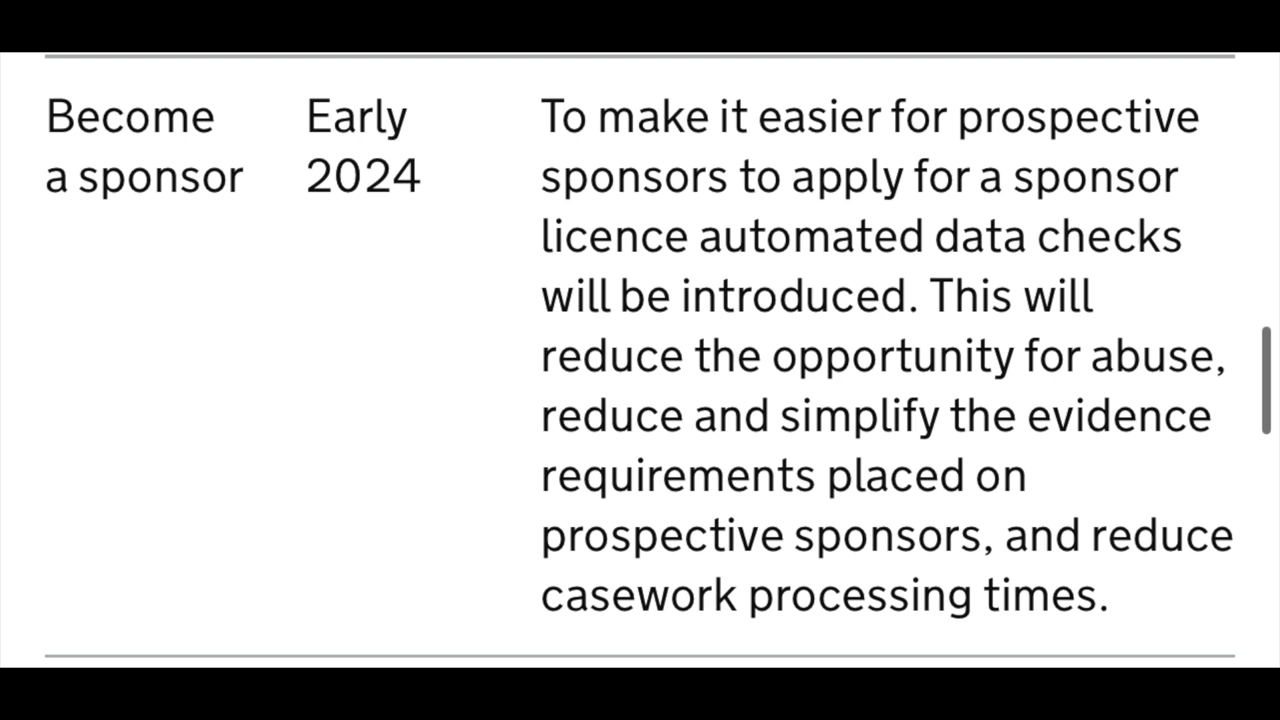 Become
a sponsor
Early
2024
To make it easier for prospective
sponsors to apply for a sponsor
licence automated data checks
will be introduced. This will
reduce the opportunity for abuse,
reduce and simplify the evidence
requirements placed on
prospective sponsors, and reduce
casework processing times.